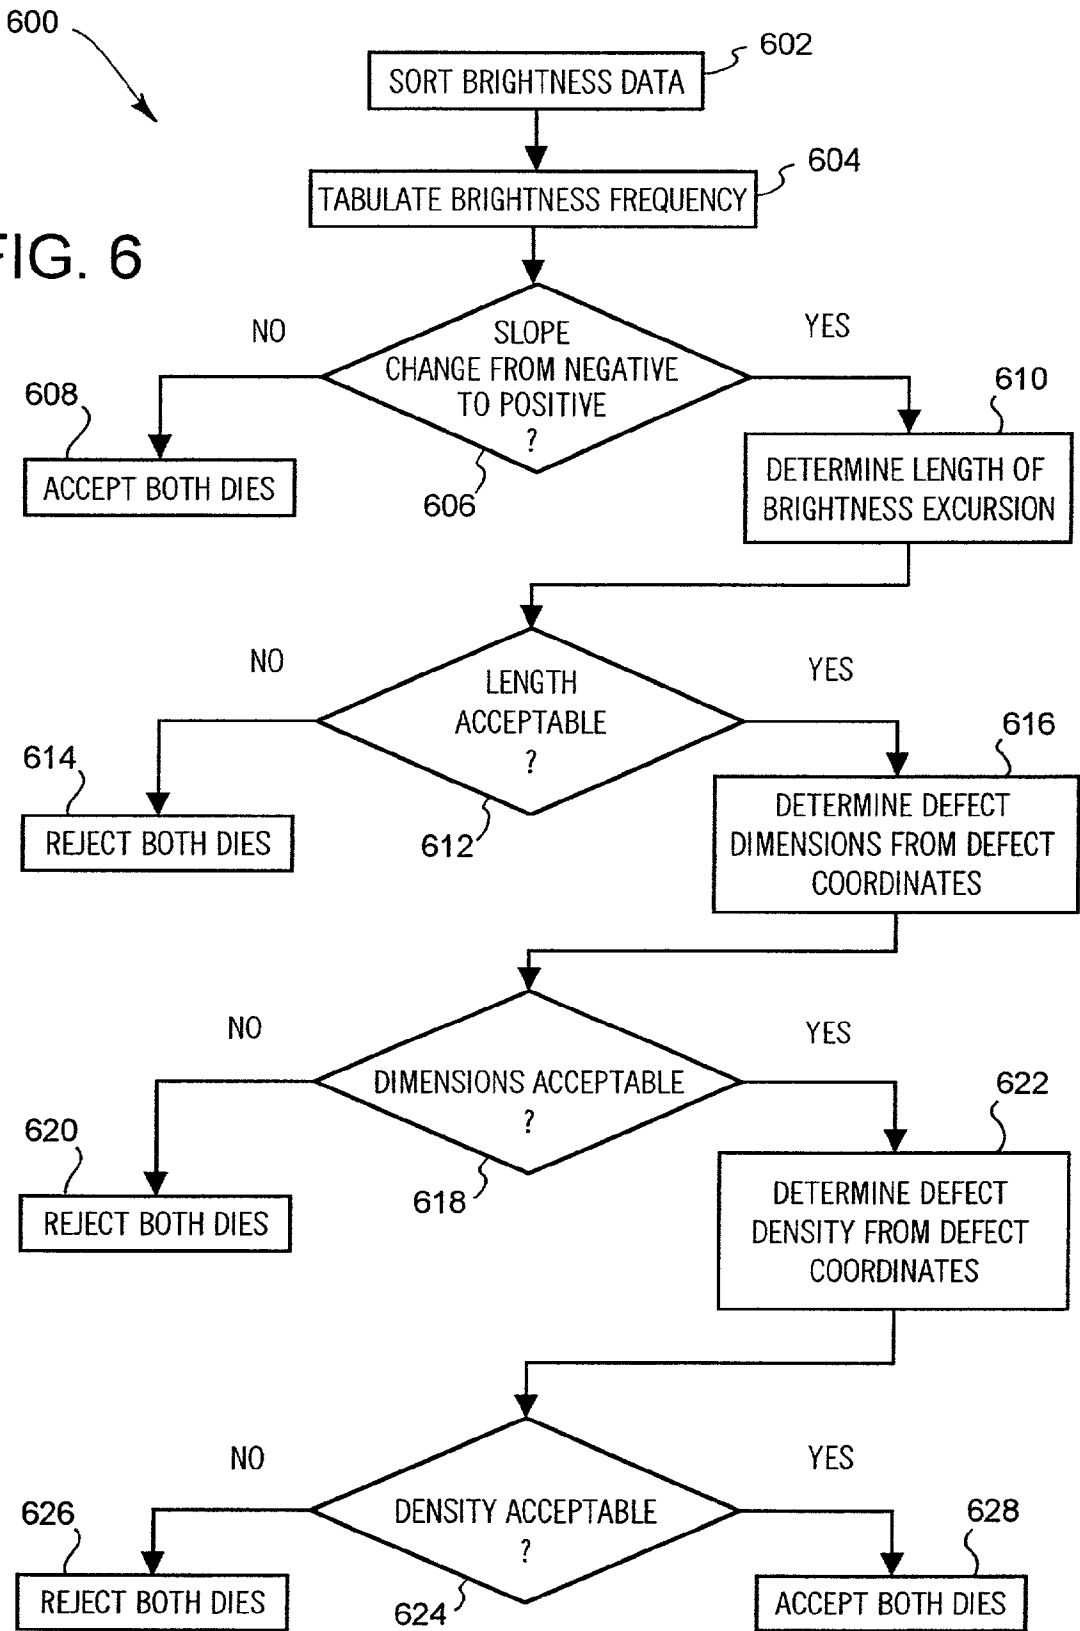 600
602
SORT BRIGHTNESS DATA
604
TABULATE BRIGHTNESS FREQUENCY
FIG. 6
NO
YES
SLOPE
CHANGE FROM NEGATIVE
TO POSITIVE
?
606
608
ACCEPT BOTH DIES
610
DETERMINE LENGTH OF
BRIGHTNESS EXCURSION
NO
YES
LENGTH
ACCEPTABLE
?
612
614
REJECT BOTH DIES
616
DETERMINE DEFECT
DIMENSIONS FROM DEFECT
COORDINATES
NO
YES
DIMENSIONS ACCEPTABLE
?
618
620
REJECT BOTH DIES
622
DETERMINE DEFECT
DENSITY FROM DEFECT
COORDINATES
NO
YES
DENSITY ACCEPTABLE
?
624
626
REJECT BOTH DIES
628
ACCEPT BOTH DIES